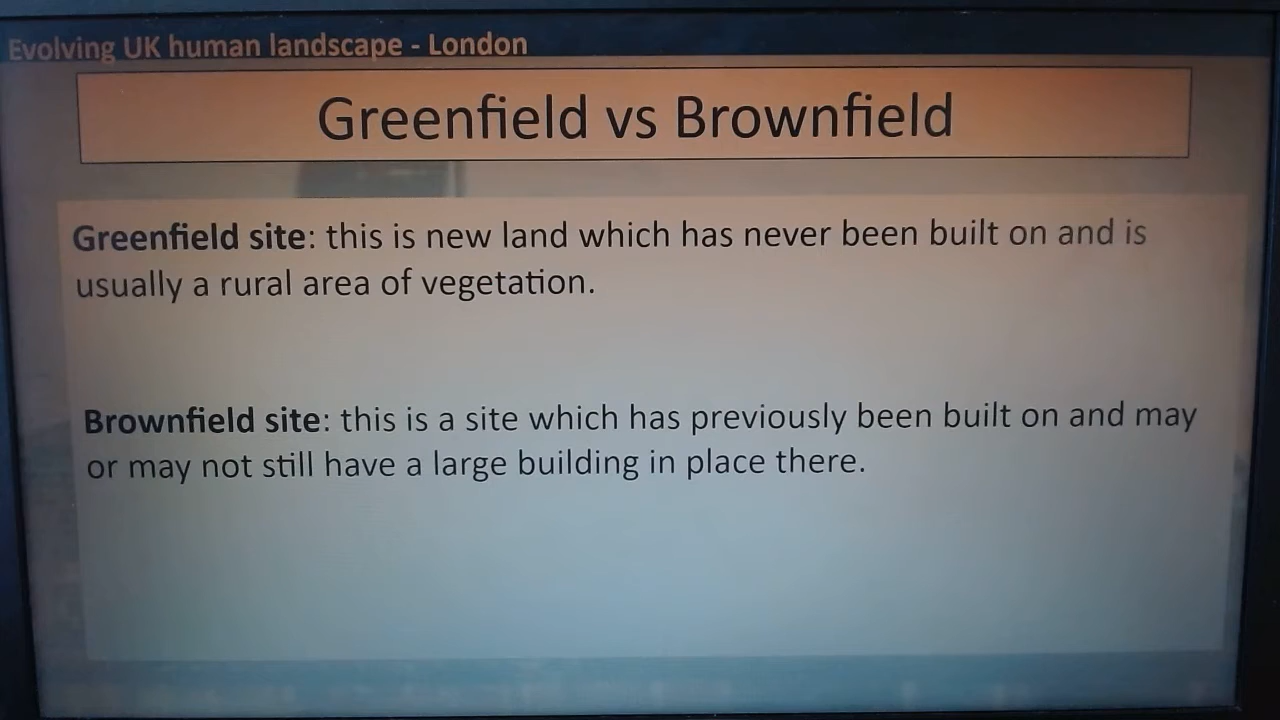 Evolving UK human landscape - London
Greenfield vs Brownfield
Greenfield site: this is new land which has never been built on and is
usually a rural area of vegetation.
Brownfield site: this is a site which has previously been built on and may
or may not still have a large building in place there.